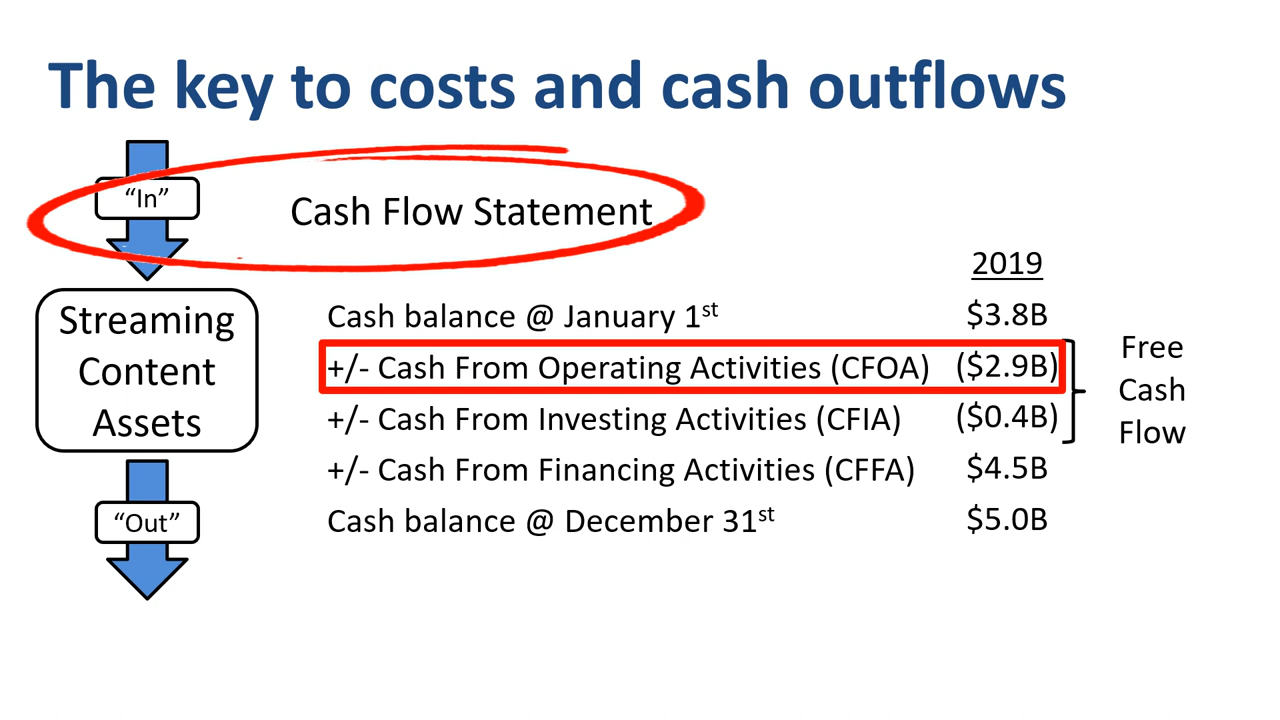 The key to costs and cash outflows
“In”
Cash Flow Statement
2019
Streaming
Content
Assets
Cash balance @ January 1st $3.8B
+/- Cash From Operating Activities (CFOA) ($2.9B)
+/- Cash From Investing Activities (CFIA) ($0.4B)
+/- Cash From Financing Activities (CFFA) $4.5B
Cash balance @ December 31st $5.0B
Free
Cash
Flow
“Out”